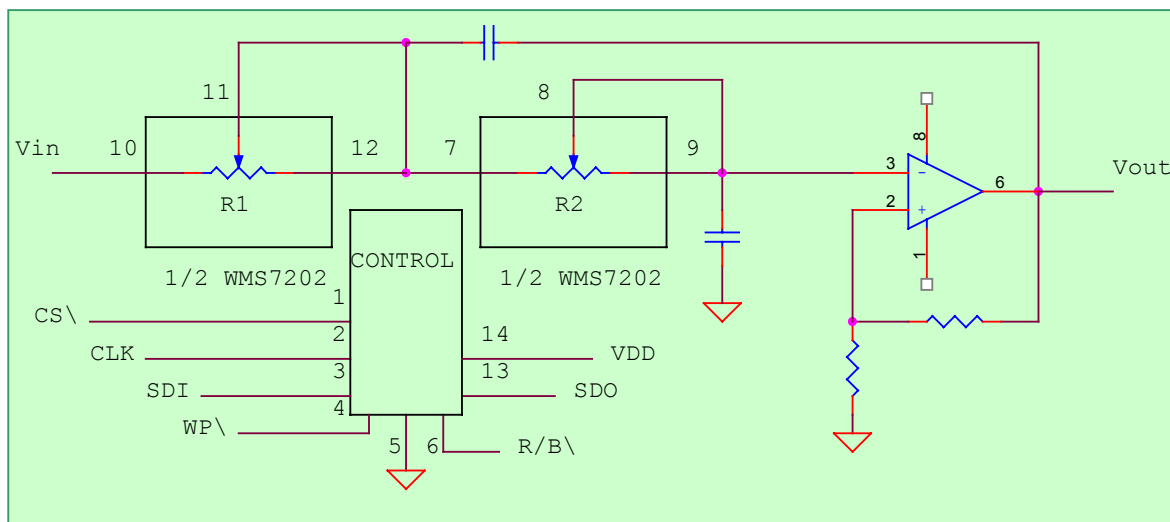 11
8
8
Vin
10
12
7
9
3
-
6
Vout
2
+
R1
R2
1
CONTROL
1/2 WMS7202
1/2 WMS7202
1
CS\
2
14
CLK
VDD
3
13
SDI
SDO
4
WP\
5
6
R/B\